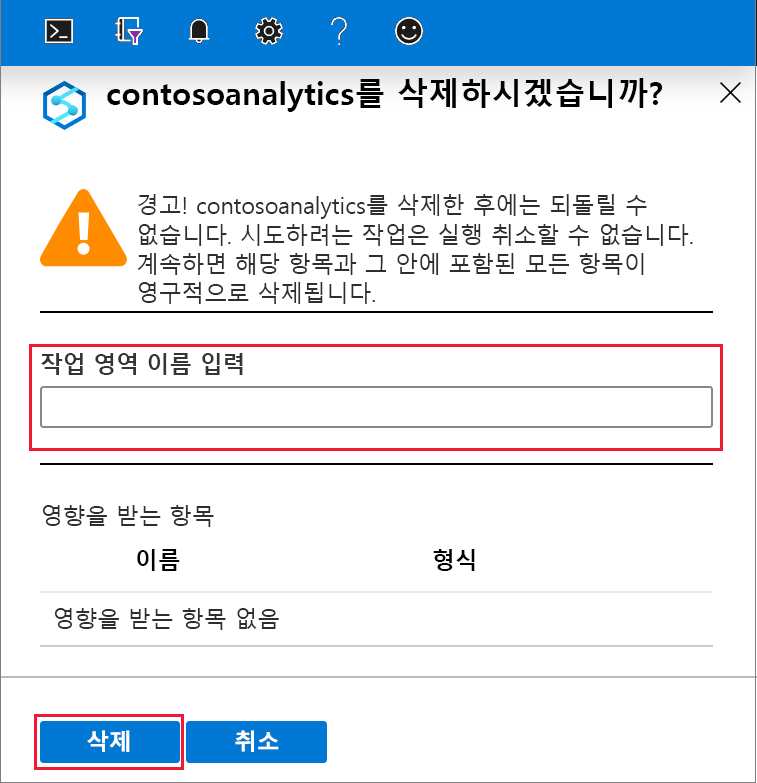 contosoanalytics를 삭제하시겠습니까?
경고! contosoanalytics를 삭제한 후에는 되돌릴 수
없습니다. 시도하려는 작업은 실행 취소할 수 없습니다.
계속하면 해당 항목과 그 안에 포함된 모든 항목이
영구적으로 삭제됩니다.
작업 영역 이름 입력
영향을 받는 항목
이름 형식
영향을 받는 항목 없음
삭제 취소